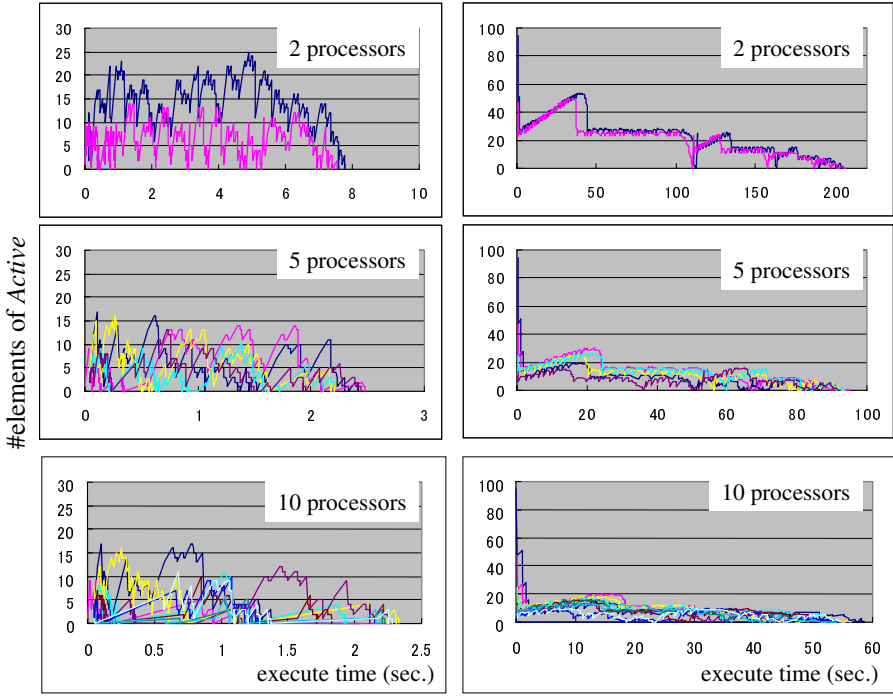 #elements of Active
2 processors
30
25
20
15
10
5
0
0 2 4 6 8 10
2 processors
100
80
60
40
20
0
0 50 100 150 200
5 processors
30
25
20
15
10
5
0
0 1 2 3
5 processors
100
80
60
40
20
0
0 20 40 60 80 100
10 processors
30
25
20
15
10
5
0
0 0.5 1 1.5 2 2.5
execute time (sec.)
10 processors
100
80
60
40
20
0
0 10 20 30 40 50 60
execute time (sec.)